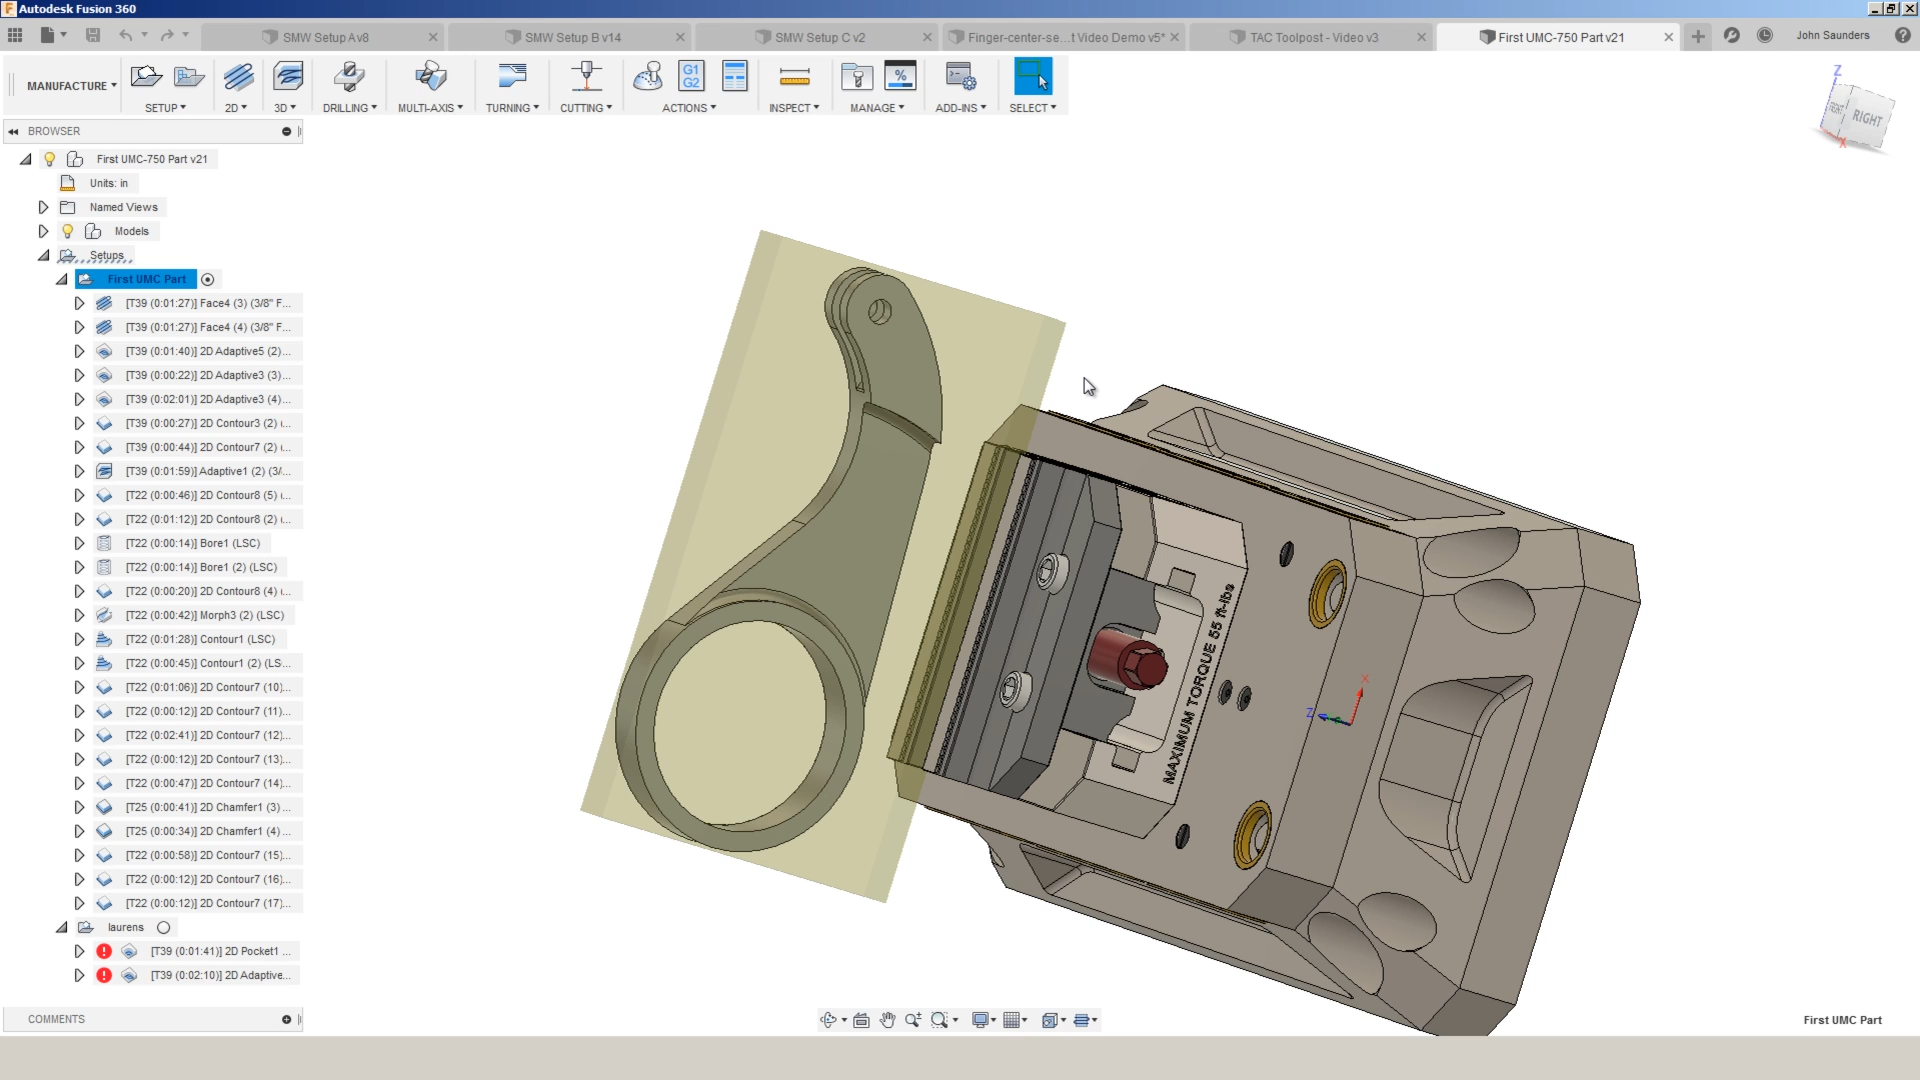 Autodesk Fusion 360
SMW Setup A v8
SMW Setup B v14
SMW Setup C v2
Finger-center-se...t Video Demo v5*
TAC Toolpost - Video v3
First UMC-750 Part v21
John Saunders
MANUFACTURE
G1
G2
SETUP
2D
3D
DRILLING
MULTI-AXIS
TURNING
CUTTING
ACTIONS
INSPECT
MANAGE
ADD-INS
SELECT
Z
RIGHT
X
BROWSER
First UMC-750 Part v21
Units: in
Named Views
Models
Setups
First UMC Part
[T39 (0:01:27)] Face4 (3) (3/8" F...
[T39 (0:01:27)] Face4 (4) (3/8" F...
[T39 (0:01:40)] 2D Adaptive5 (2)...
[T39 (0:00:22)] 2D Adaptive3 (3)...
[T39 (0:02:01)] 2D Adaptive3 (4)...
[T39 (0:00:27)] 2D Contour3 (2) (...
[T39 (0:00:44)] 2D Contour7 (2) (...
[T39 (0:01:59)] Adaptive1 (2) (3/...
[T22 (0:00:46)] 2D Contour8 (5) (...
[T22 (0:01:12)] 2D Contour8 (2) (...
[T22 (0:00:14)] Bore1 (LSC)
[T22 (0:00:14)] Bore1 (2) (LSC)
[T22 (0:00:20)] 2D Contour8 (4) (...
[T22 (0:00:42)] Morph3 (2) (LSC)
[T22 (0:01:28)] Contour1 (LSC)
[T22 (0:00:45)] Contour1 (2) (LS...
[T22 (0:01:06)] 2D Contour7 (10)...
[T22 (0:00:12)] 2D Contour7 (11)...
[T22 (0:02:41)] 2D Contour7 (12)...
[T22 (0:00:12)] 2D Contour7 (13)...
[T22 (0:00:47)] 2D Contour7 (14)...
[T25 (0:00:41)] 2D Chamfer1 (3)...
[T25 (0:00:34)] 2D Chamfer1 (4)...
[T22 (0:00:58)] 2D Contour7 (15)...
[T22 (0:00:12)] 2D Contour7 (16)...
[T22 (0:00:12)] 2D Contour7 (17)...
laurens
[T39 (0:01:41)] 2D Pocket1 ...
[T39 (0:02:10)] 2D Adaptive...
MAXIMUM TORQUE 55 ft-lbs
X
Z
COMMENTS
First UMC Part